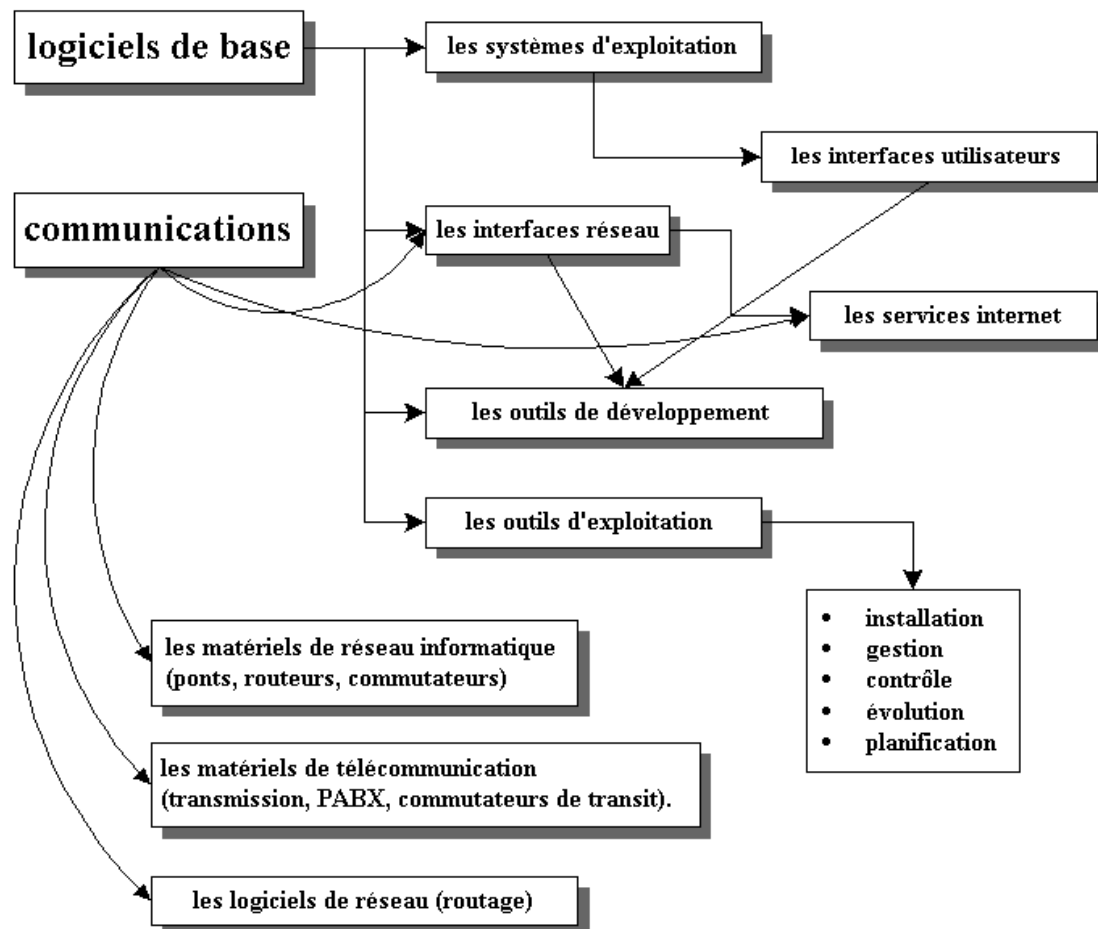 logiciels de base
les systèmes d'exploitation
les interfaces utilisateurs
communications
les interfaces réseau
les services internet
les outils de développement
les outils d'exploitation
• installation
• gestion
• contrôle
• évolution
• planification
les matériels de réseau informatique
(ponts, routeurs, commutateurs)
les matériels de télécommunication
(transmission, PABX, commutateurs de transit).
les logiciels de réseau (routage)